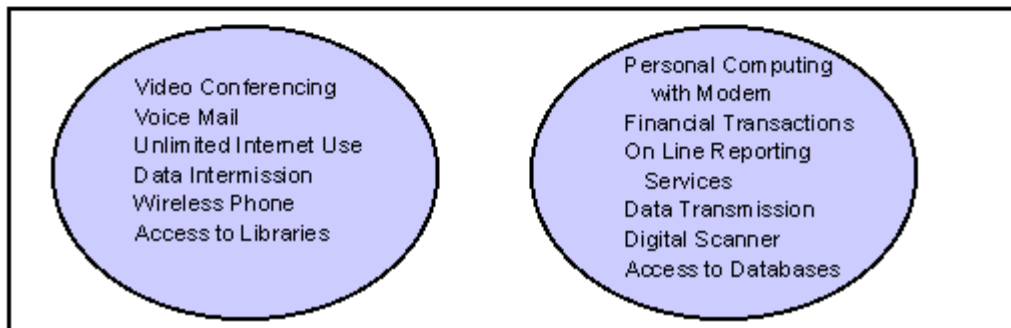 Video Conferencing
Voice Mail
Unlimited Internet Use
Data Intermission
Wireless Phone
Access to Libraries
Personal Computing
with Modem
Financial Transactions
On Line Reporting
Services
Data Transmission
Digital Scanner
Access to Databases